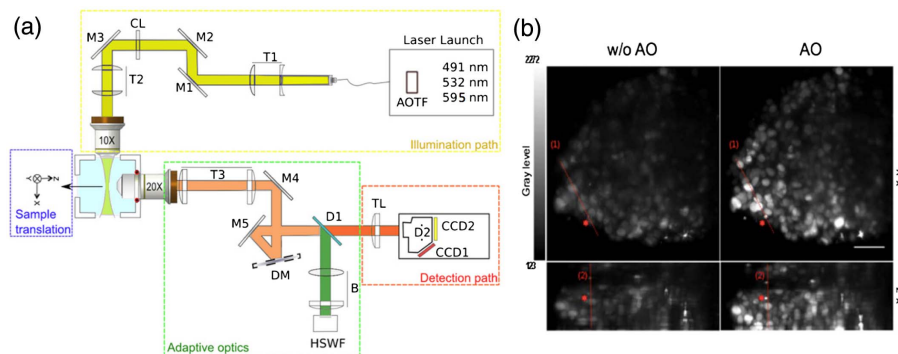 (a)
M3
CL
M2
T2
M1
T1
Laser Launch
491 nm
532 nm
595 nm
AOTF
10X
Illumination path
Y
Z
X
Sample
translation
20X
T3
M4
M5
D1
DM
B
HSWF
Adaptive optics
TL
D2
CCD2
CCD1
Detection path
(b)
w/o AO
AO
Gray level
(1)
(1)
(2)
(2)